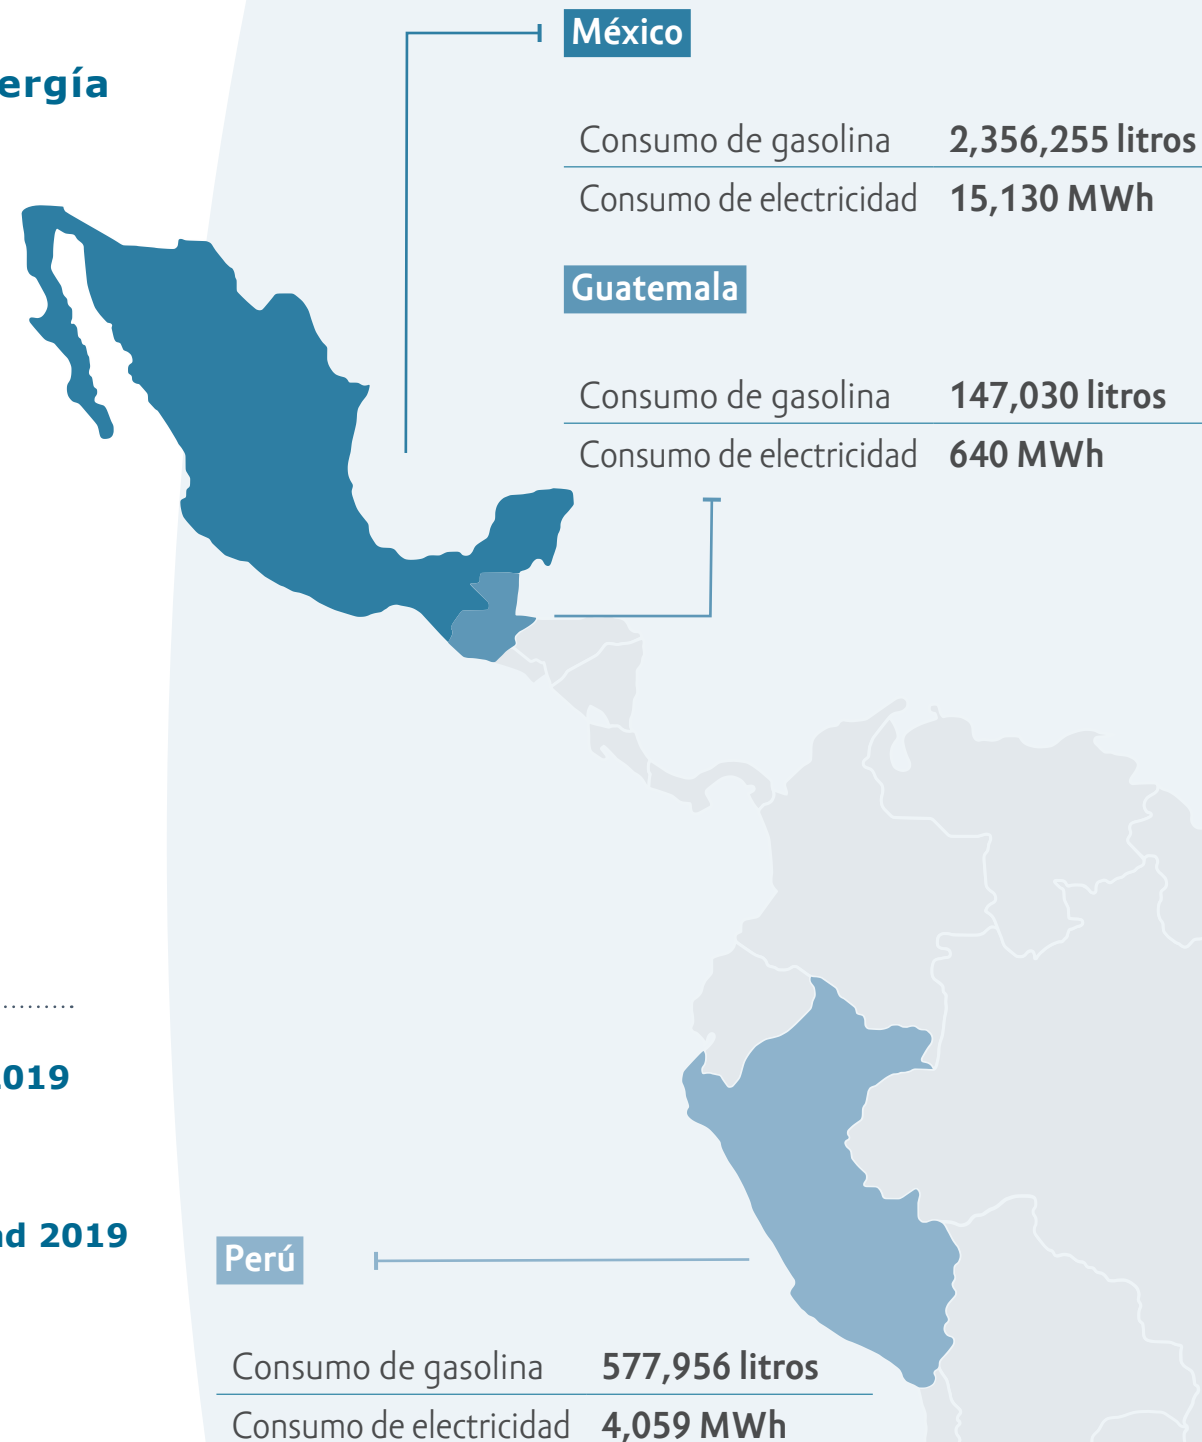 ergía
México
Consumo de gasolina 2,356,255 litros
Consumo de electricidad 15,130 MWh
Guatemala
Consumo de gasolina 147,030 litros
Consumo de electricidad 640 MWh
2019
ad 2019
Perú
Consumo de gasolina 577,956 litros
Consumo de electricidad 4,059 MWh